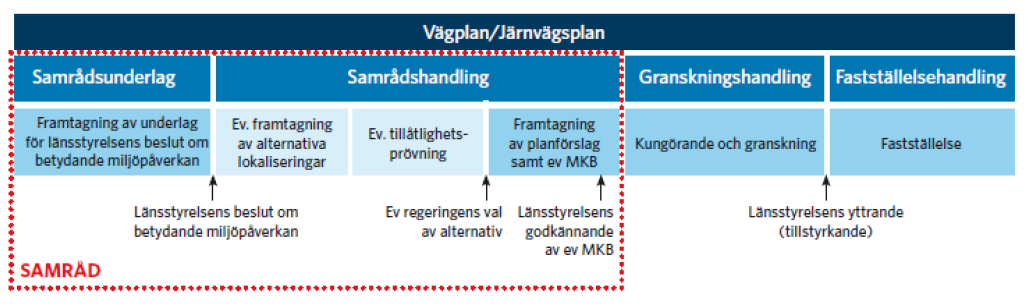 Vägplan/Järnvägsplan
Samrådsunderlag
Samrådshandling
Granskningshandling
Fastställelsehandling
Framtagning av underlag
för länsstyrelsens beslut om
betydande miljöpåverkan
Ev. framtagning
av alternativa
lokaliseringar
Ev. tillåtlighets-
prövning
Framtagning
av planförslag
samt ev MKB
Kungörande och granskning
Fastställelse
Länsstyrelsens beslut om
betydande miljöpåverkan
Ev regeringens val
av alternativ
Länsstyrelsens
godkännande
av ev MKB
Länsstyrelsens yttrande
(tillstyrkande)
SAMRÅD